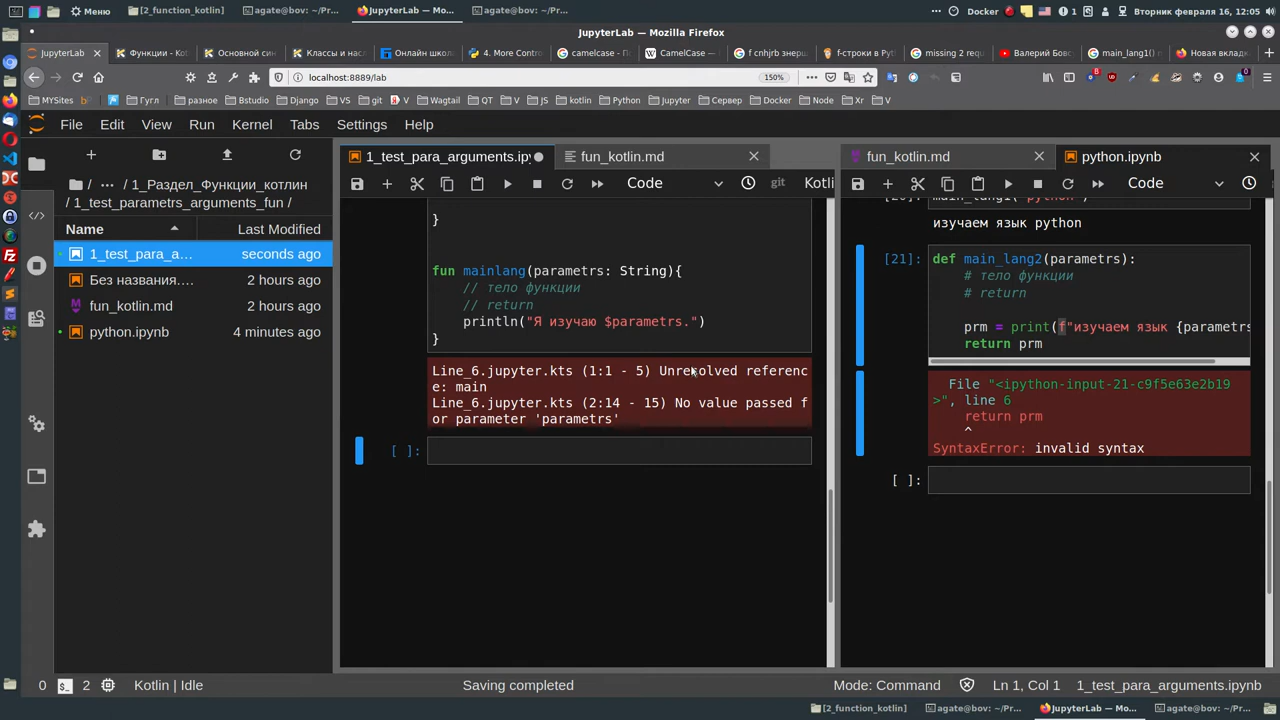 Меню
[2_function_kotlin]
agate@bov: ~/Pr...
JupyterLab — Mo...
agate@bov: ~/Pr...
Docker
1
Вторник февраля 16, 12:05
JupyterLab — Mozilla Firefox
JupyterLab
Функции - Kot
Основной син
Классы и насл
Онлайн школ
4. More Contro
camelcase - П
CamelCase —
f cnhjrb знерш
f-строки в Pyt
missing 2 requ
Валерий Бовс
main_lang1() m
Новая вкладк
localhost:8889/lab
150%
MYSites
Гугл
разное
Bstudio
Django
VS
git
V
Wagtail
QT
V
JS
kotlin
Python
Jupyter
Сервер
Docker
Node
Xr
V
File
Edit
View
Run
Kernel
Tabs
Settings
Help
/ ··· / 1_Раздел_Функции_котлин
/ 1_test_parametrs_arguments_fun /
Name
Last Modified
1_test_para_a…
seconds ago
Без названия.…
2 hours ago
fun_kotlin.md
2 hours ago
python.ipynb
4 minutes ago
1_test_para_arguments.ipy
fun_kotlin.md
Code
git
Kotli
}
fun mainlang(parametrs: String){
// тело функции
// return
println("Я изучаю $parametrs.")
}
Line_6.jupyter.kts (1:1 - 5) Unresolved referenc
e: main
Line_6.jupyter.kts (2:14 - 15) No value passed f
or parameter 'parametrs'
[ ]:
fun_kotlin.md
python.ipynb
Code
main_lang1("python")
изучаем язык python
[21]:
def main_lang2(parametrs):
# тело функции
# return
prm = print(f"изучаем язык {parametrs
return prm
File "<ipython-input-21-c9f5e63e2b19
>", line 6
return prm
^
SyntaxError: invalid syntax
[ ]:
0
2
Kotlin | Idle
Saving completed
Mode: Command
Ln 1, Col 1
1_test_para_arguments.ipynb
[2_function_kotlin]
agate@bov: ~/Pr...
JupyterLab — Mo...
agate@bov: ~/Pr...